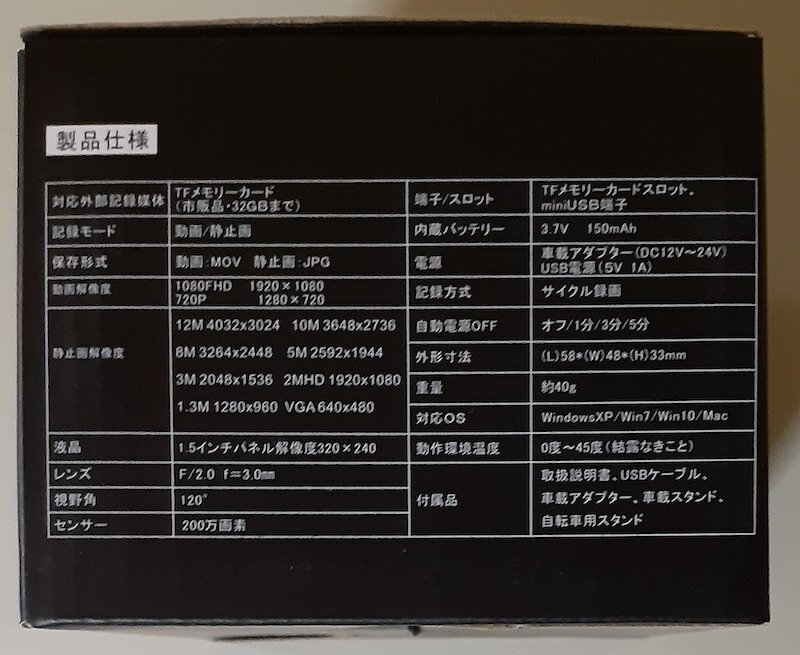 製品仕様
対応外部記録媒体 TFメモリーカード
(市販品・32GBまで)
記録モード 動画/静止画
保存形式 動画:MOV 静止画:JPG
動画解像度 1080FHD 1920×1080
720P 1280×720
静止画解像度 12M 4032x3024 10M 3648x2736
8M 3264x2448 5M 2592x1944
3M 2048x1536 2MHD 1920x1080
1.3M 1280x960 VGA 640x480
液晶 1.5インチパネル解像度320×240
レンズ F/2.0 f=3.0mm
視野角 120°
センサー 200万画素
端子/スロット TFメモリーカードスロット、
miniUSB端子
内蔵バッテリー 3.7V 150mAh
電源 車載アダプター(DC12V～24V)
USB電源(5V 1A)
記録方式 サイクル録画
自動電源OFF オフ/1分/3分/5分
外形寸法 (L)58*(W)48*(H)33mm
重量 約40g
対応OS WindowsXP/Win7/Win10/Mac
動作環境温度 0度～45度(結露なきこと)
付属品 取扱説明書、USBケーブル、
車載アダプター、車載スタンド、
自転車用スタンド